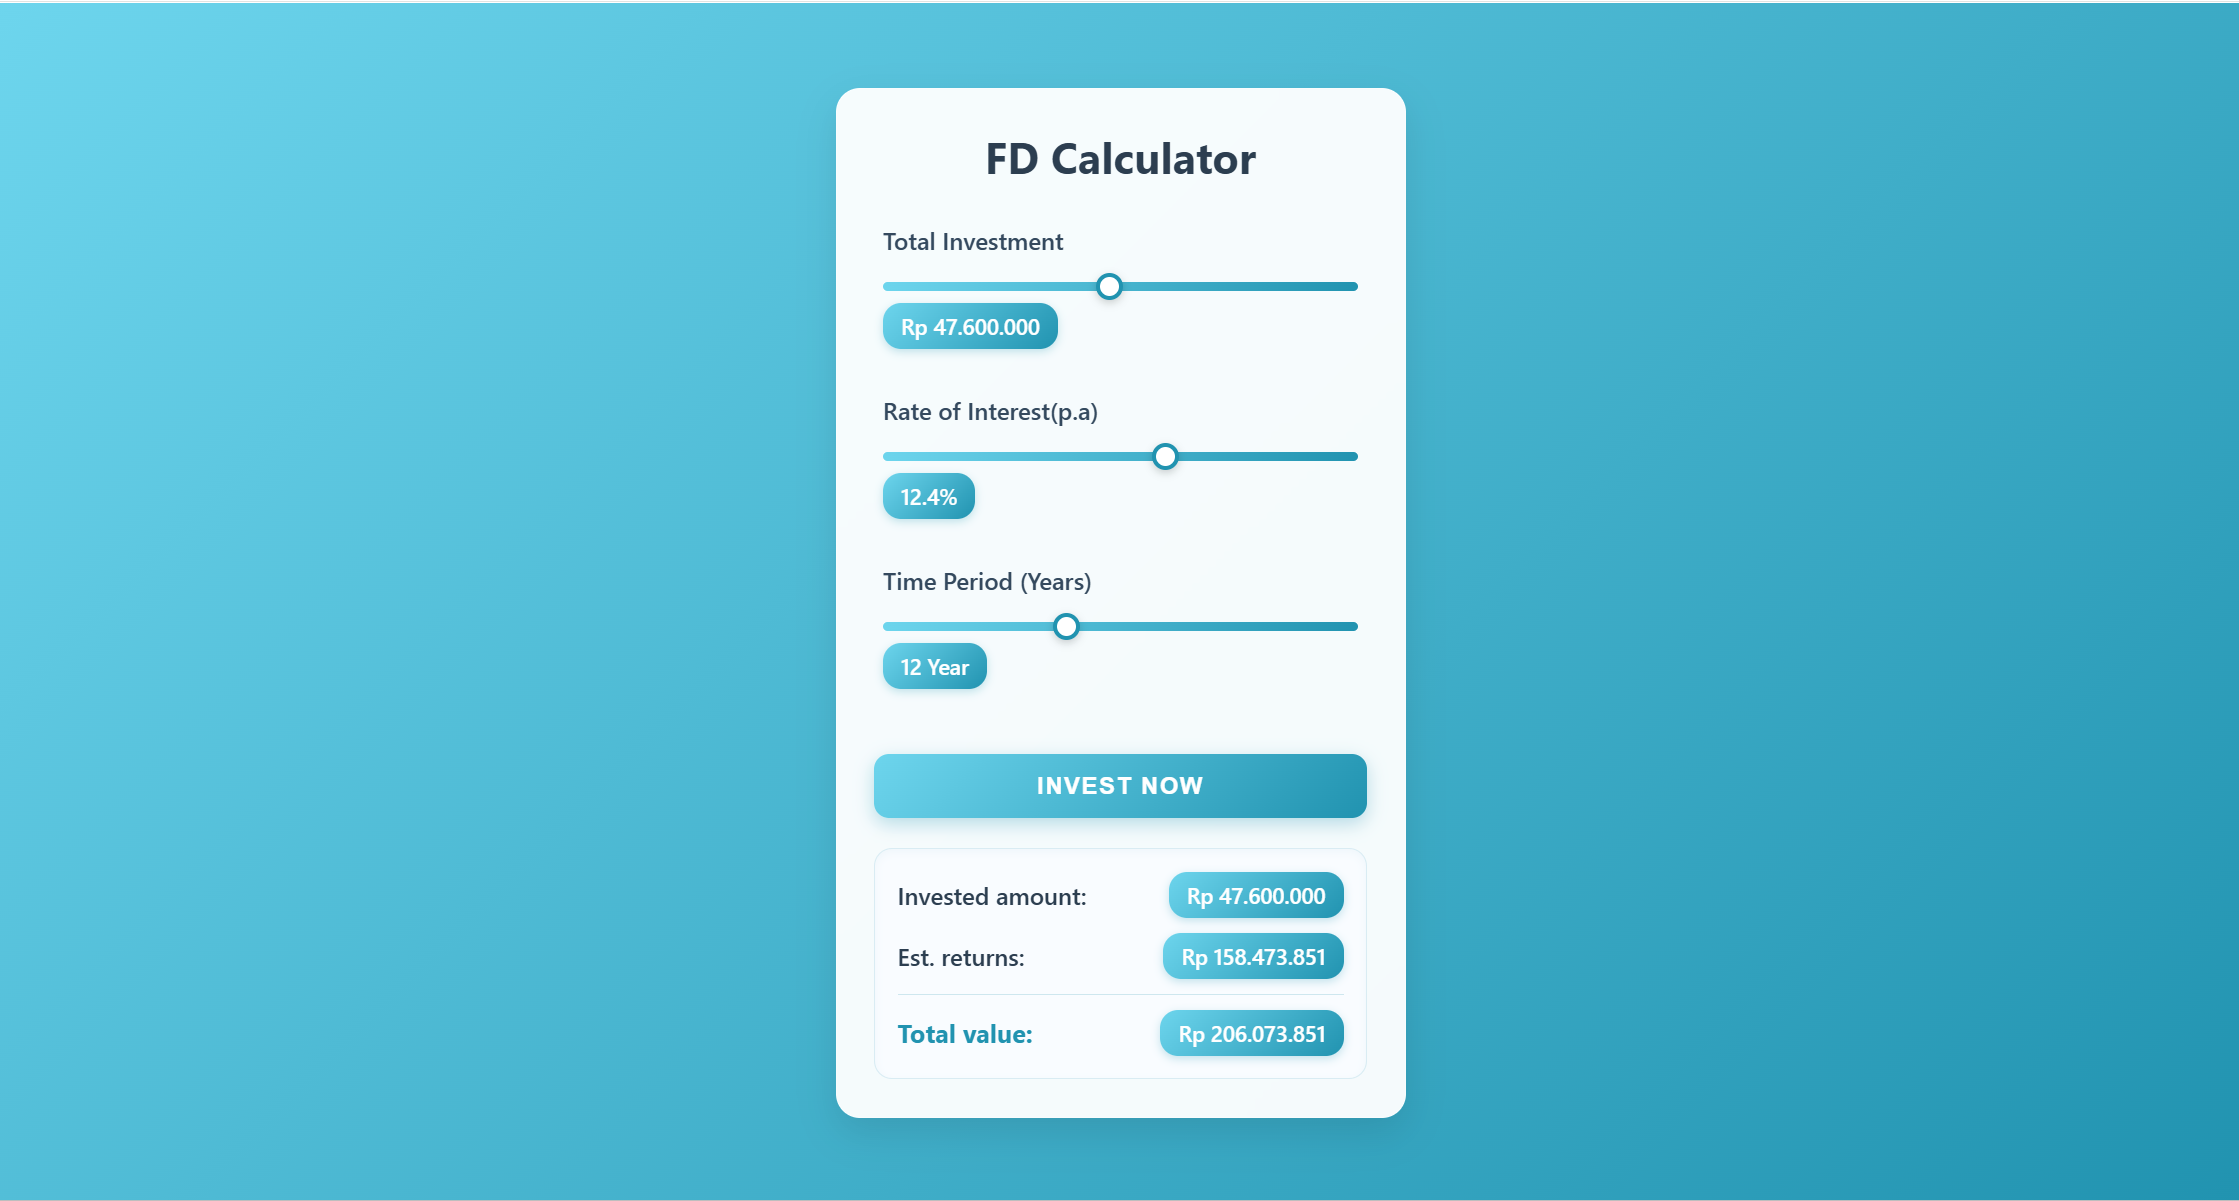 FD Calculator
Total Investment
Rp 47.600.000
Rate of Interest(p.a)
12.4%
Time Period (Years)
12 Year
INVEST NOW
Invested amount: Rp 47.600.000
Est. returns: Rp 158.473.851
Total value: Rp 206.073.851